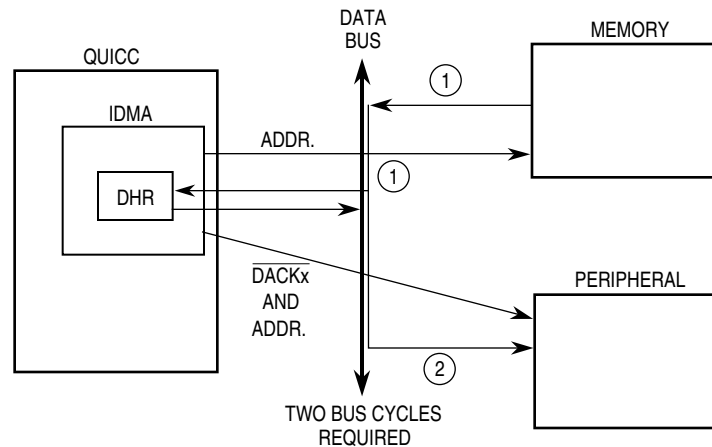 DATA
BUS
MEMORY
QUICC
1
IDMA
ADDR.
1
DHR
DACKx
AND
ADDR.
PERIPHERAL
2
TWO BUS CYCLES
REQUIRED